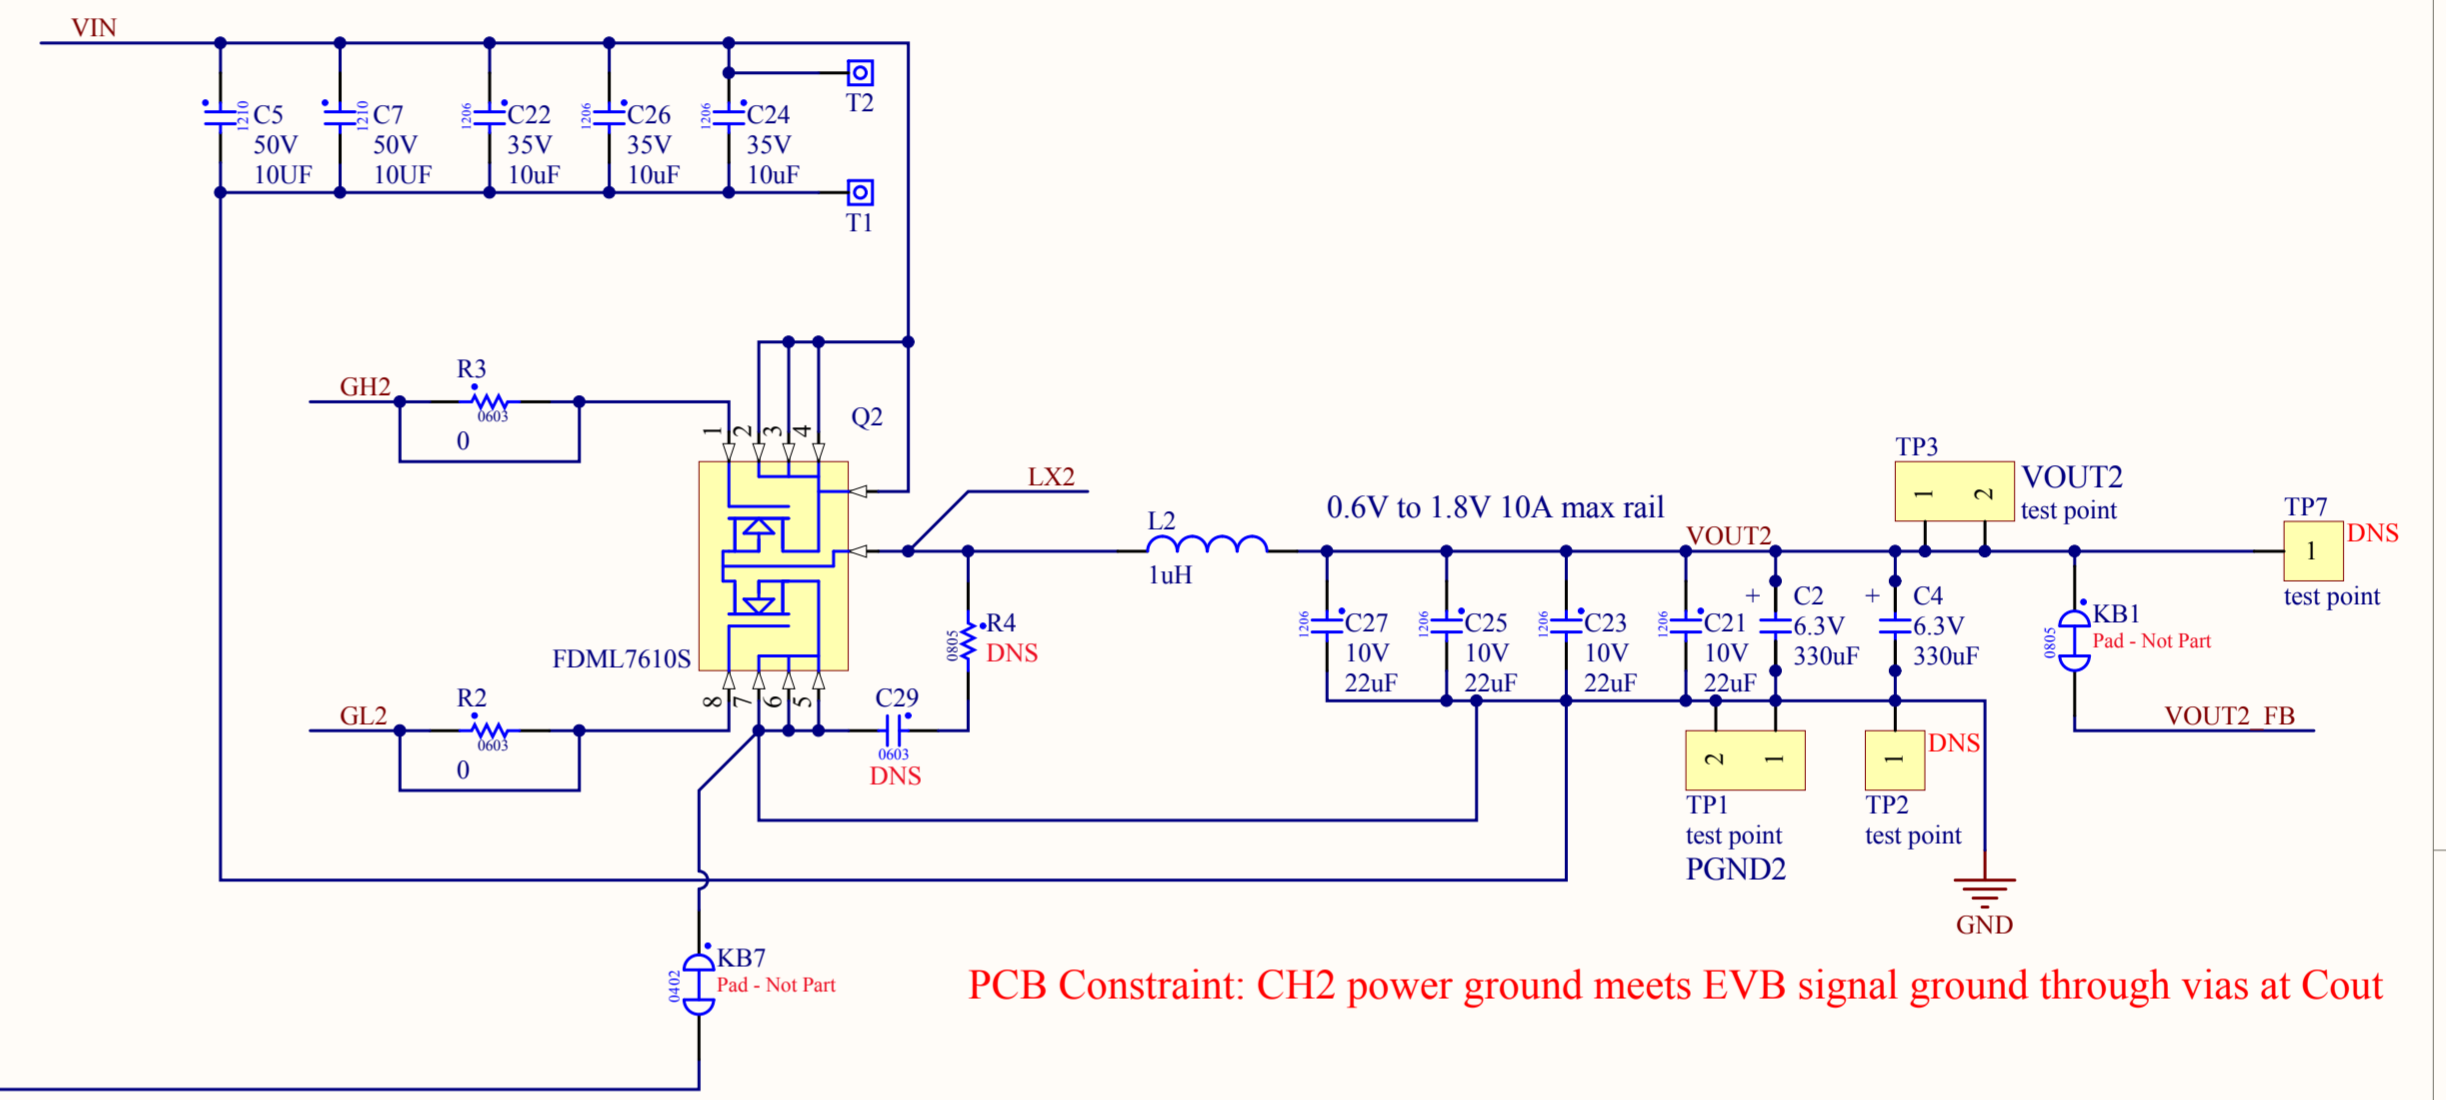 VIN
T2
1210
C5
50V
10UF
1210
C7
50V
10UF
1206
C22
35V
10uF
1206
C26
35V
10uF
1206
C24
35V
10uF
T1
R3
GH2
0603
0
1
2
3
4
Q2
LX2
FDML7610S
8
7
6
5
R2
GL2
0603
0
0805
R4
DNS
C29
0603
DNS
L2
1uH
0.6V to 1.8V 10A max rail
VOUT2
1206
C27
10V
22uF
1206
C25
10V
22uF
1206
C23
10V
22uF
1206
C21
10V
22uF
+
C2
6.3V
330uF
+
C4
6.3V
330uF
TP3
1
2
VOUT2
test point
TP7
1
DNS
test point
0805
KB1
Pad - Not Part
VOUT2_FB
2
1
TP1
test point
PGND2
1
DNS
TP2
test point
GND
0402
KB7
Pad - Not Part
PCB Constraint: CH2 power ground meets EVB signal ground through vias at Cout